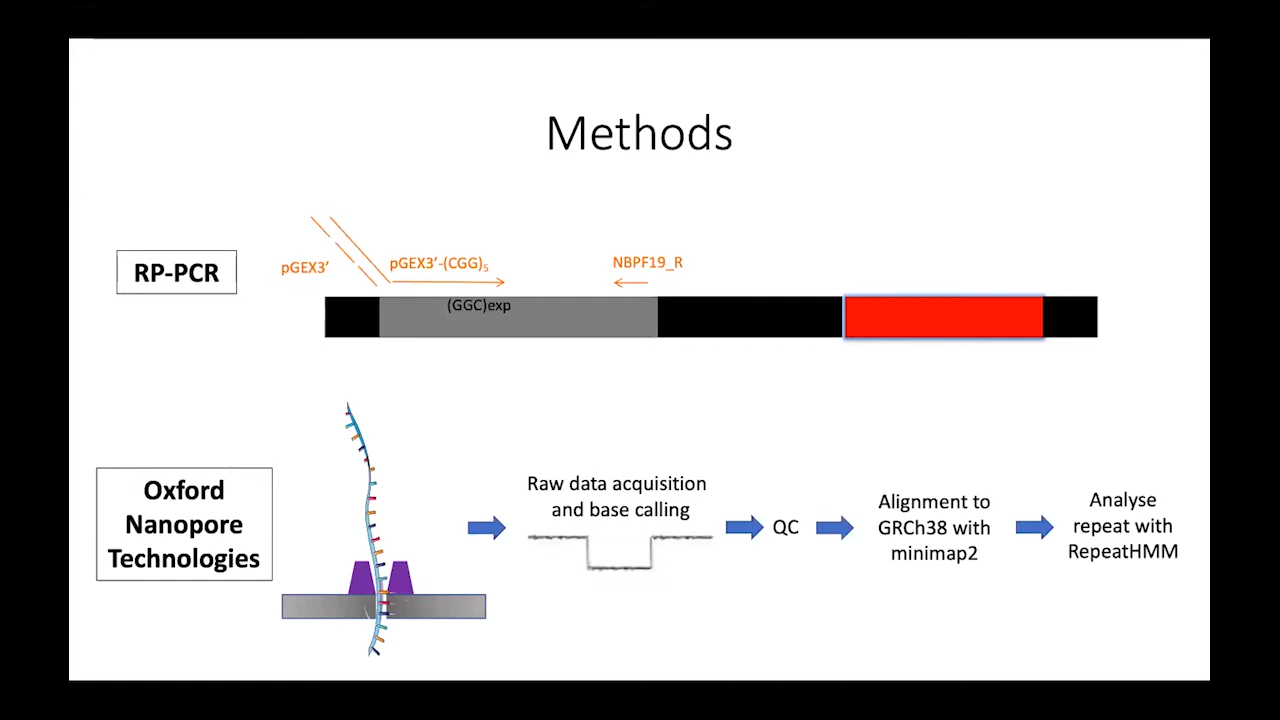 Methods
RP-PCR
pGEX3’
pGEX3’-(CGG)5
NBPF19_R
(GGC)exp
Oxford
Nanopore
Technologies
Raw data acquisition
and base calling
QC
Alignment to
GRCh38 with
minimap2
Analyse
repeat with
RepeatHMM